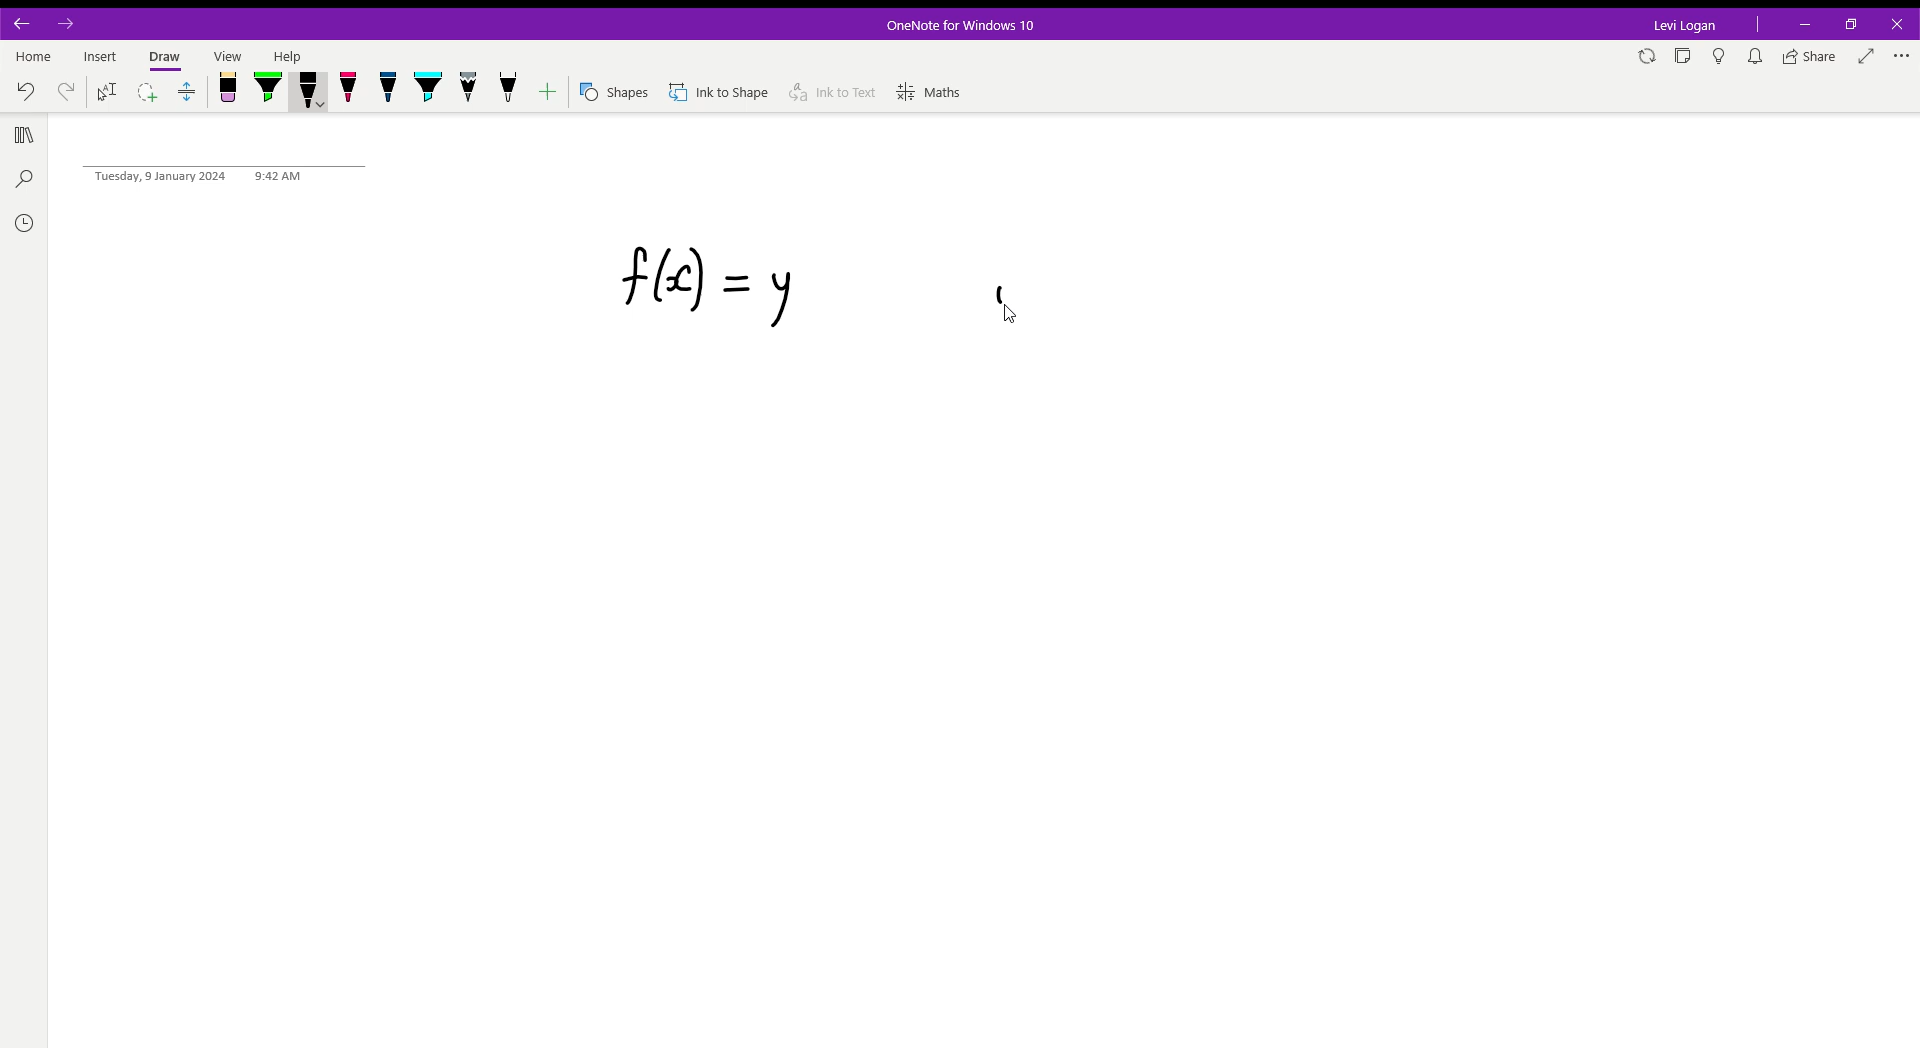 OneNote for Windows 10
Levi Logan
Home Insert Draw View Help
Share
Shapes Ink to Shape Ink to Text Maths
Tuesday, 9 January 2024 9:42 AM
f(x) = y